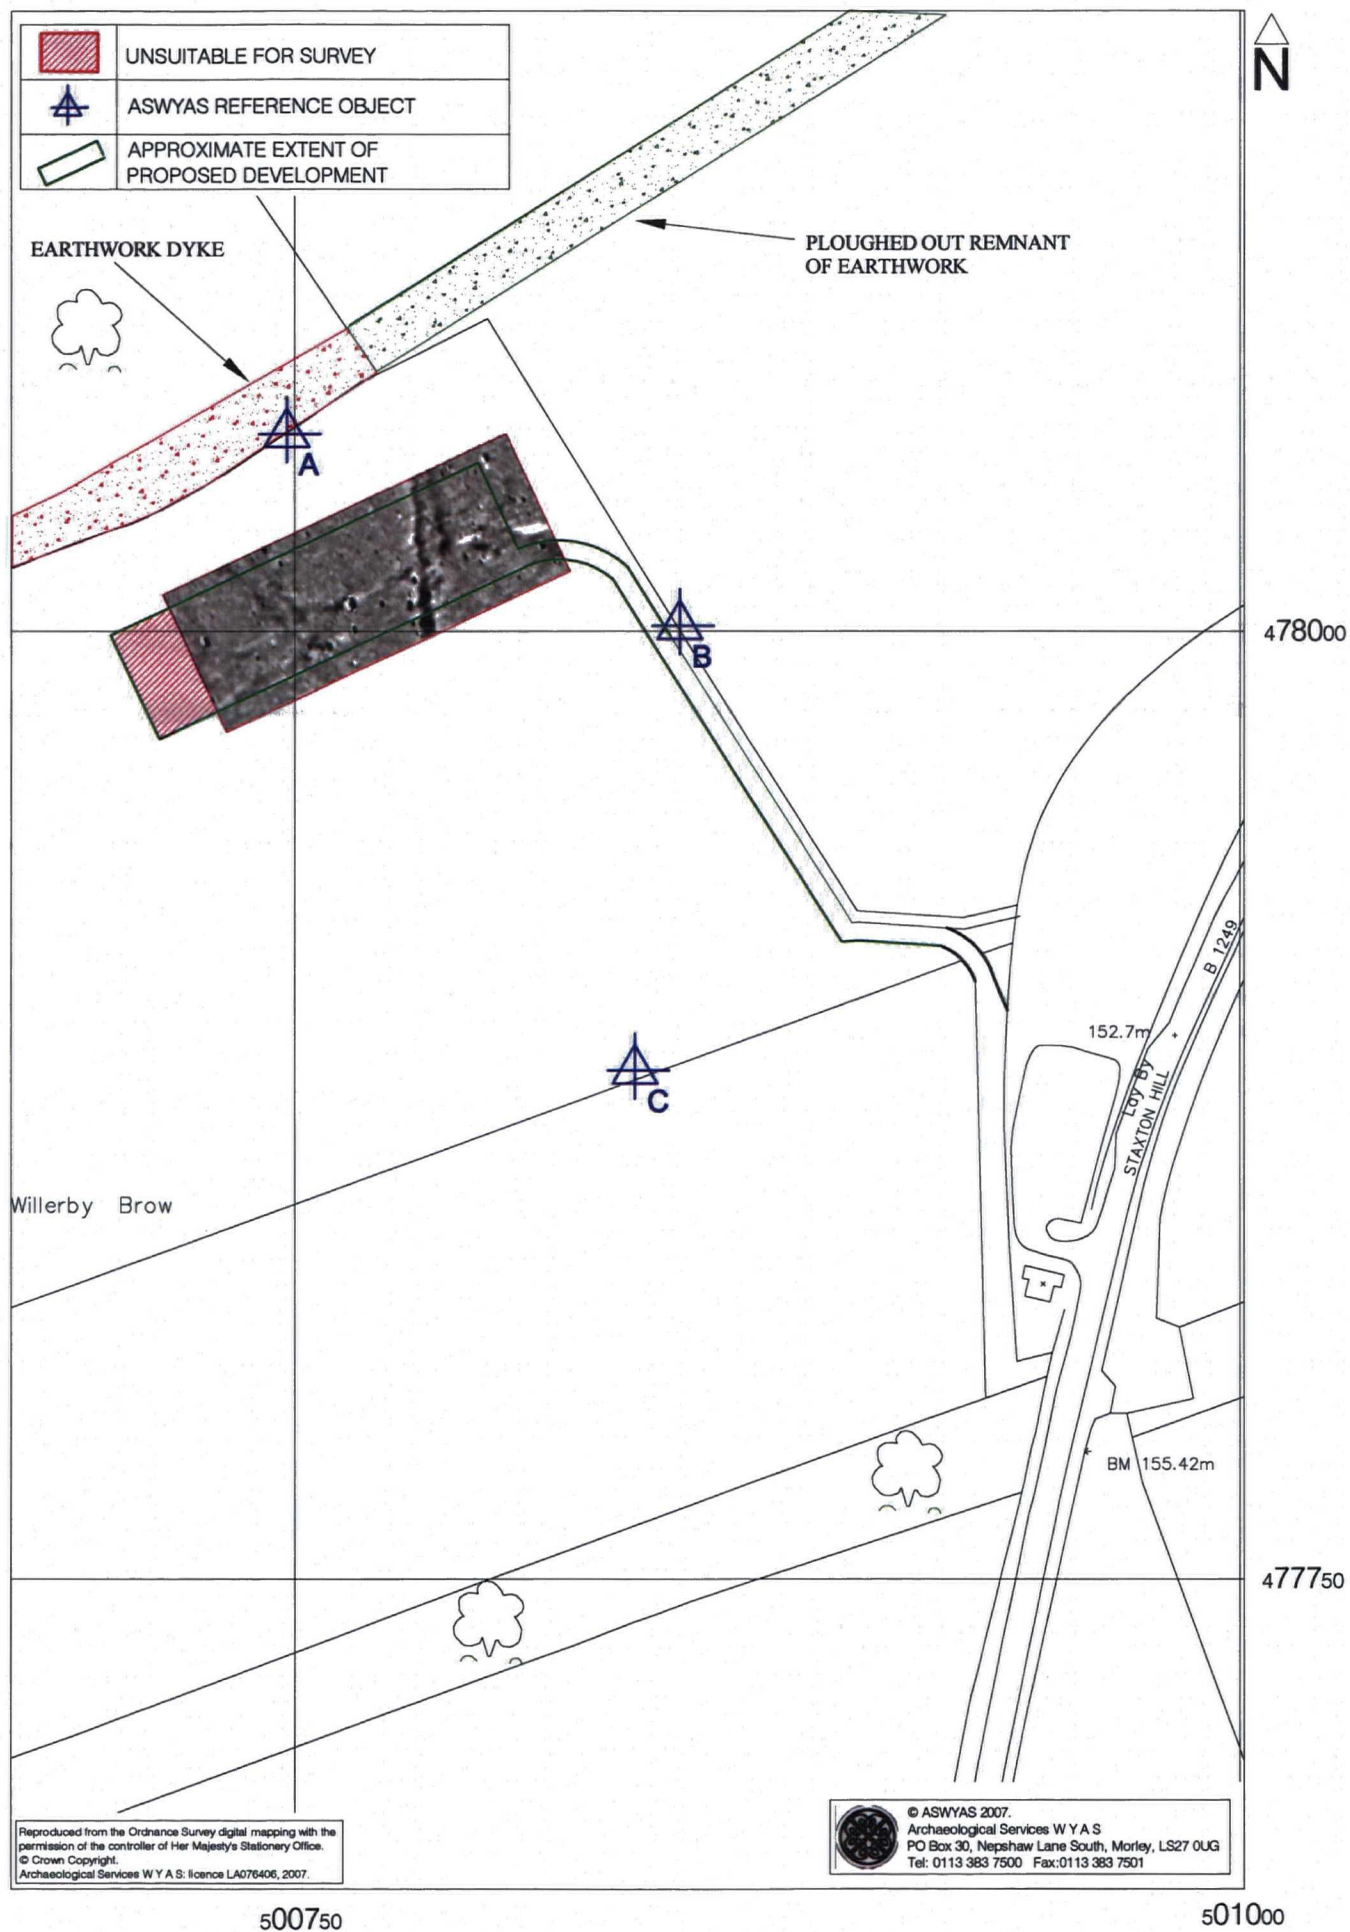 UNSUITABLE FOR SURVEY
ASWYAS REFERENCE OBJECT
APPROXIMATE EXTENT OF
PROPOSED DEVELOPMENT
N
EARTHWORK DYKE
PLOUGHED OUT REMNANT
OF EARTHWORK
A
B
478000
B 1249
152.7m
Lay By
STAXTON HILL
C
Willerby Brow
BM 155.42m
477750
Reproduced from the Ordnance Survey digital mapping with the
permission of the controller of Her Majesty's Stationery Office.
© Crown Copyright.
Archaeological Services W Y A S: licence LA076406, 2007.
© ASWYAS 2007.
Archaeological Services W Y A S
PO Box 30, Nepshaw Lane South, Morley, LS27 0UG
Tel: 0113 383 7500 Fax:0113 383 7501
500750
501000